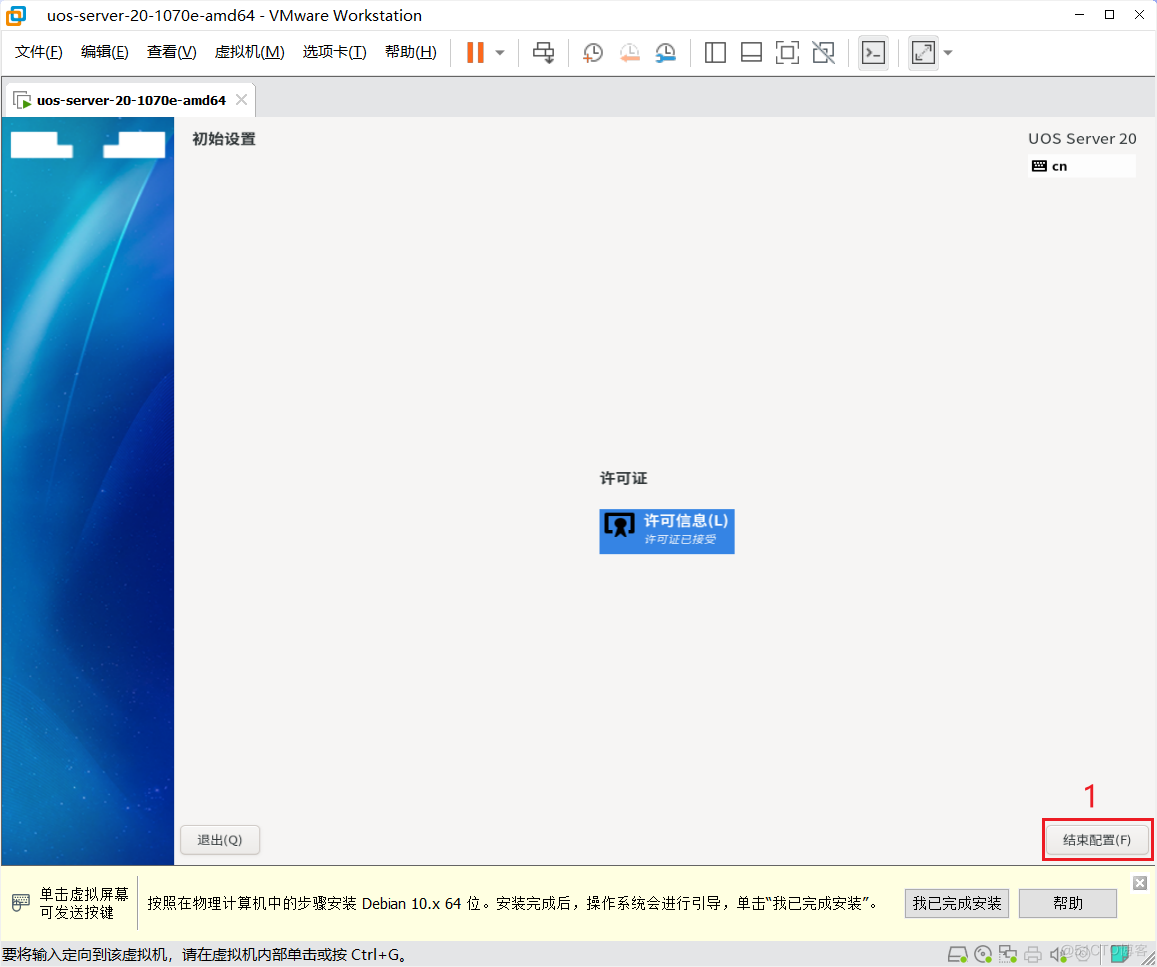 uos-server-20-1070e-amd64 - VMware Workstation
文件(F) 编辑(E) 查看(V) 虚拟机(M) 选项卡(T) 帮助(H)
uos-server-20-1070e-amd64
初始设置
UOS Server 20
cn
许可证
许可信息(L)
许可证已接受
1
退出(Q)
结束配置(F)
单击虚拟屏幕
可发送按键
按照在物理计算机中的步骤安装 Debian 10.x 64 位。安装完成后，操作系统会进行引导，单击“我已完成安装”。
我已完成安装
帮助
要将输入定向到该虚拟机，请在虚拟机内部单击或按 Ctrl+G。
@51CTO博客